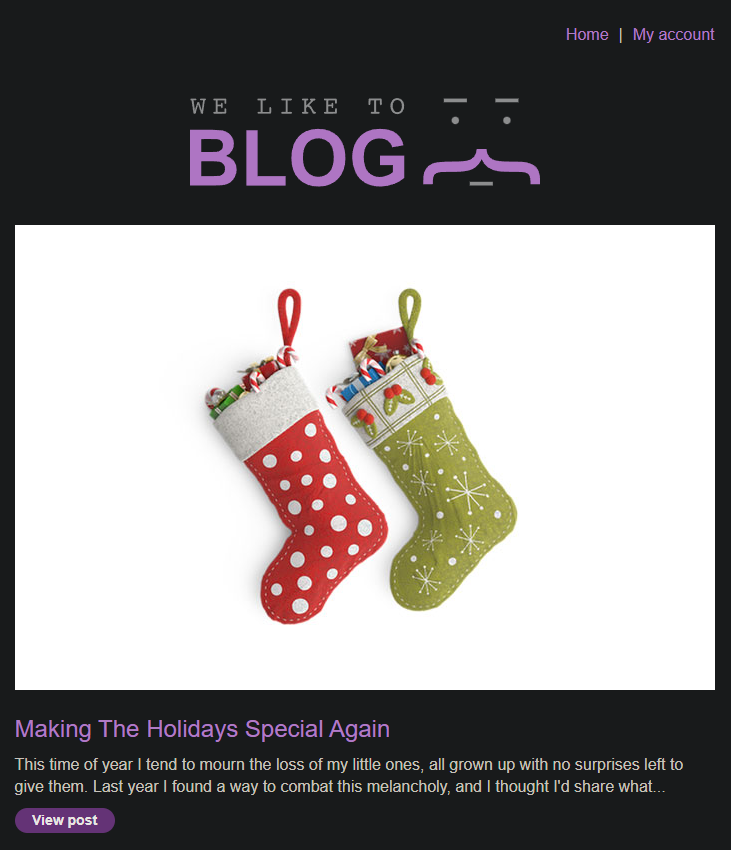 Home | My account
WE LIKE TO
BLOG
Making The Holidays Special Again
This time of year I tend to mourn the loss of my little ones, all grown up with no surprises left to
give them. Last year I found a way to combat this melancholy, and I thought I'd share what...
View post